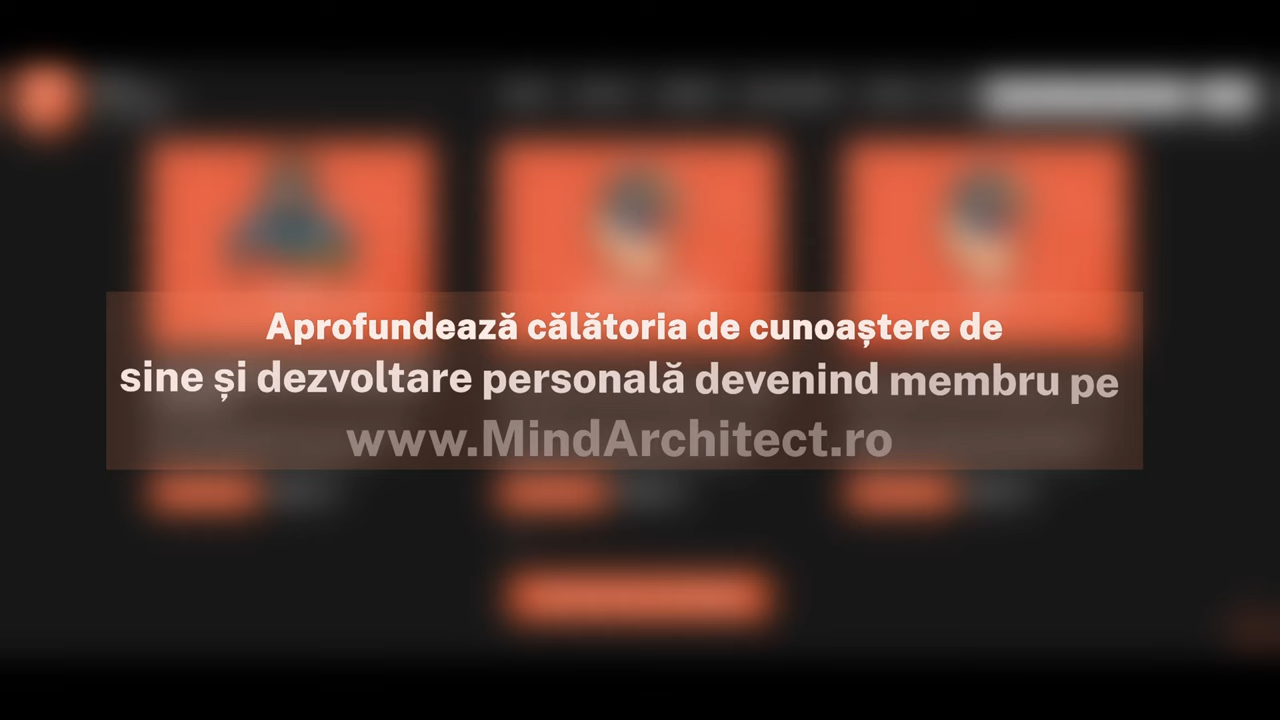 Aprofundează călătoria de cunoaștere de
sine și dezvoltare personală devenind membru pe
www.MindArchitect.ro